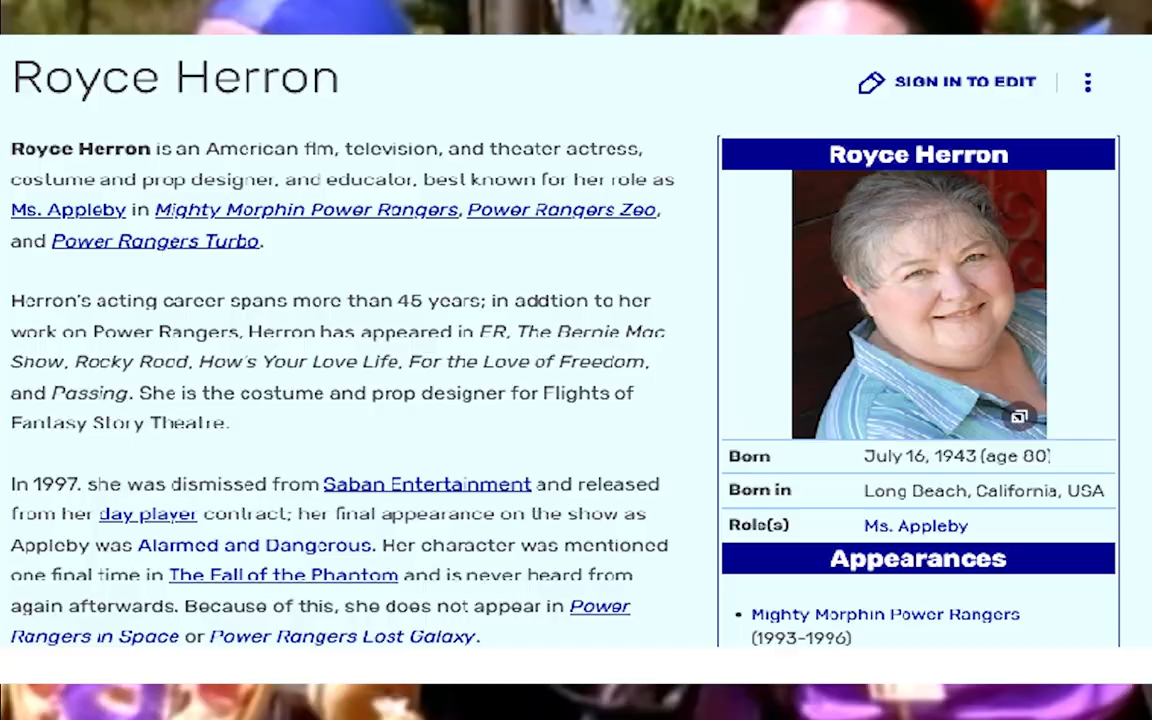 Royce Herron
SIGN IN TO EDIT
Royce Herron is an American film, television, and theater actress,
costume and prop designer, and educator, best known for her role as
Ms. Appleby in Mighty Morphin Power Rangers, Power Rangers Zeo,
and Power Rangers Turbo.
Herron's acting career spans more than 45 years; in addtion to her
work on Power Rangers, Herron has appeared in ER, The Bernie Mac
Show, Rocky Road, How's Your Love Life, For the Love of Freedom,
and Passing. She is the costume and prop designer for Flights of
Fantasy Story Theatre.
In 1997, she was dismissed from Saban Entertainment and released
from her day player contract; her final appearance on the show as
Appleby was Alarmed and Dangerous. Her character was mentioned
one final time in The Fall of the Phantom and is never heard from
again afterwards. Because of this, she does not appear in Power
Rangers in Space or Power Rangers Lost Galaxy.
Royce Herron
Born July 16, 1943 (age 80)
Born in Long Beach, California, USA
Role(s) Ms. Appleby
Appearances
• Mighty Morphin Power Rangers
(1993-1996)